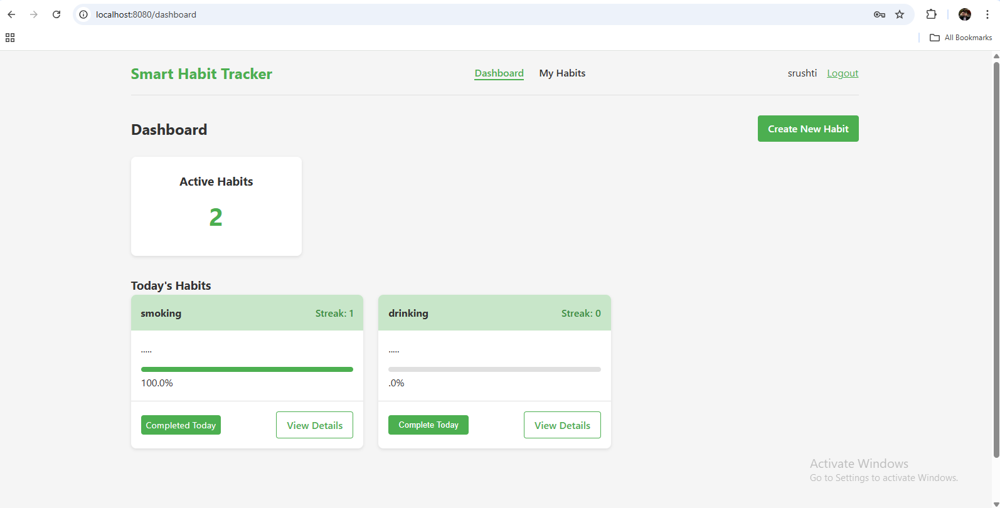 localhost:8080/dashboard
All Bookmarks
Smart Habit Tracker Dashboard My Habits srushti Logout
Dashboard Create New Habit
Active Habits
2
Today's Habits
smoking Streak: 1
.....
100.0%
Completed Today View Details
drinking Streak: 0
.....
.0%
Complete Today View Details
Activate Windows
Go to Settings to activate Windows.